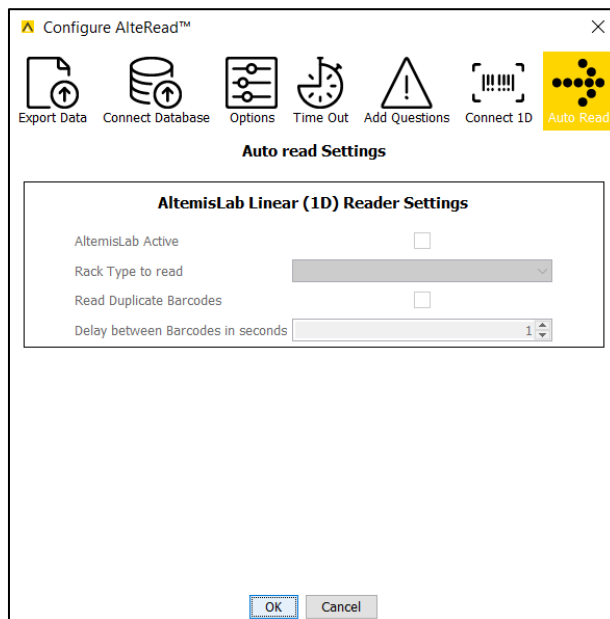 Configure AlteRead™
Export Data Connect Database Options Time Out Add Questions Connect 1D Auto Read
Auto read Settings
AltemisLab Linear (1D) Reader Settings
AltemisLab Active
Rack Type to read
Read Duplicate Barcodes
Delay between Barcodes in seconds 1
OK Cancel